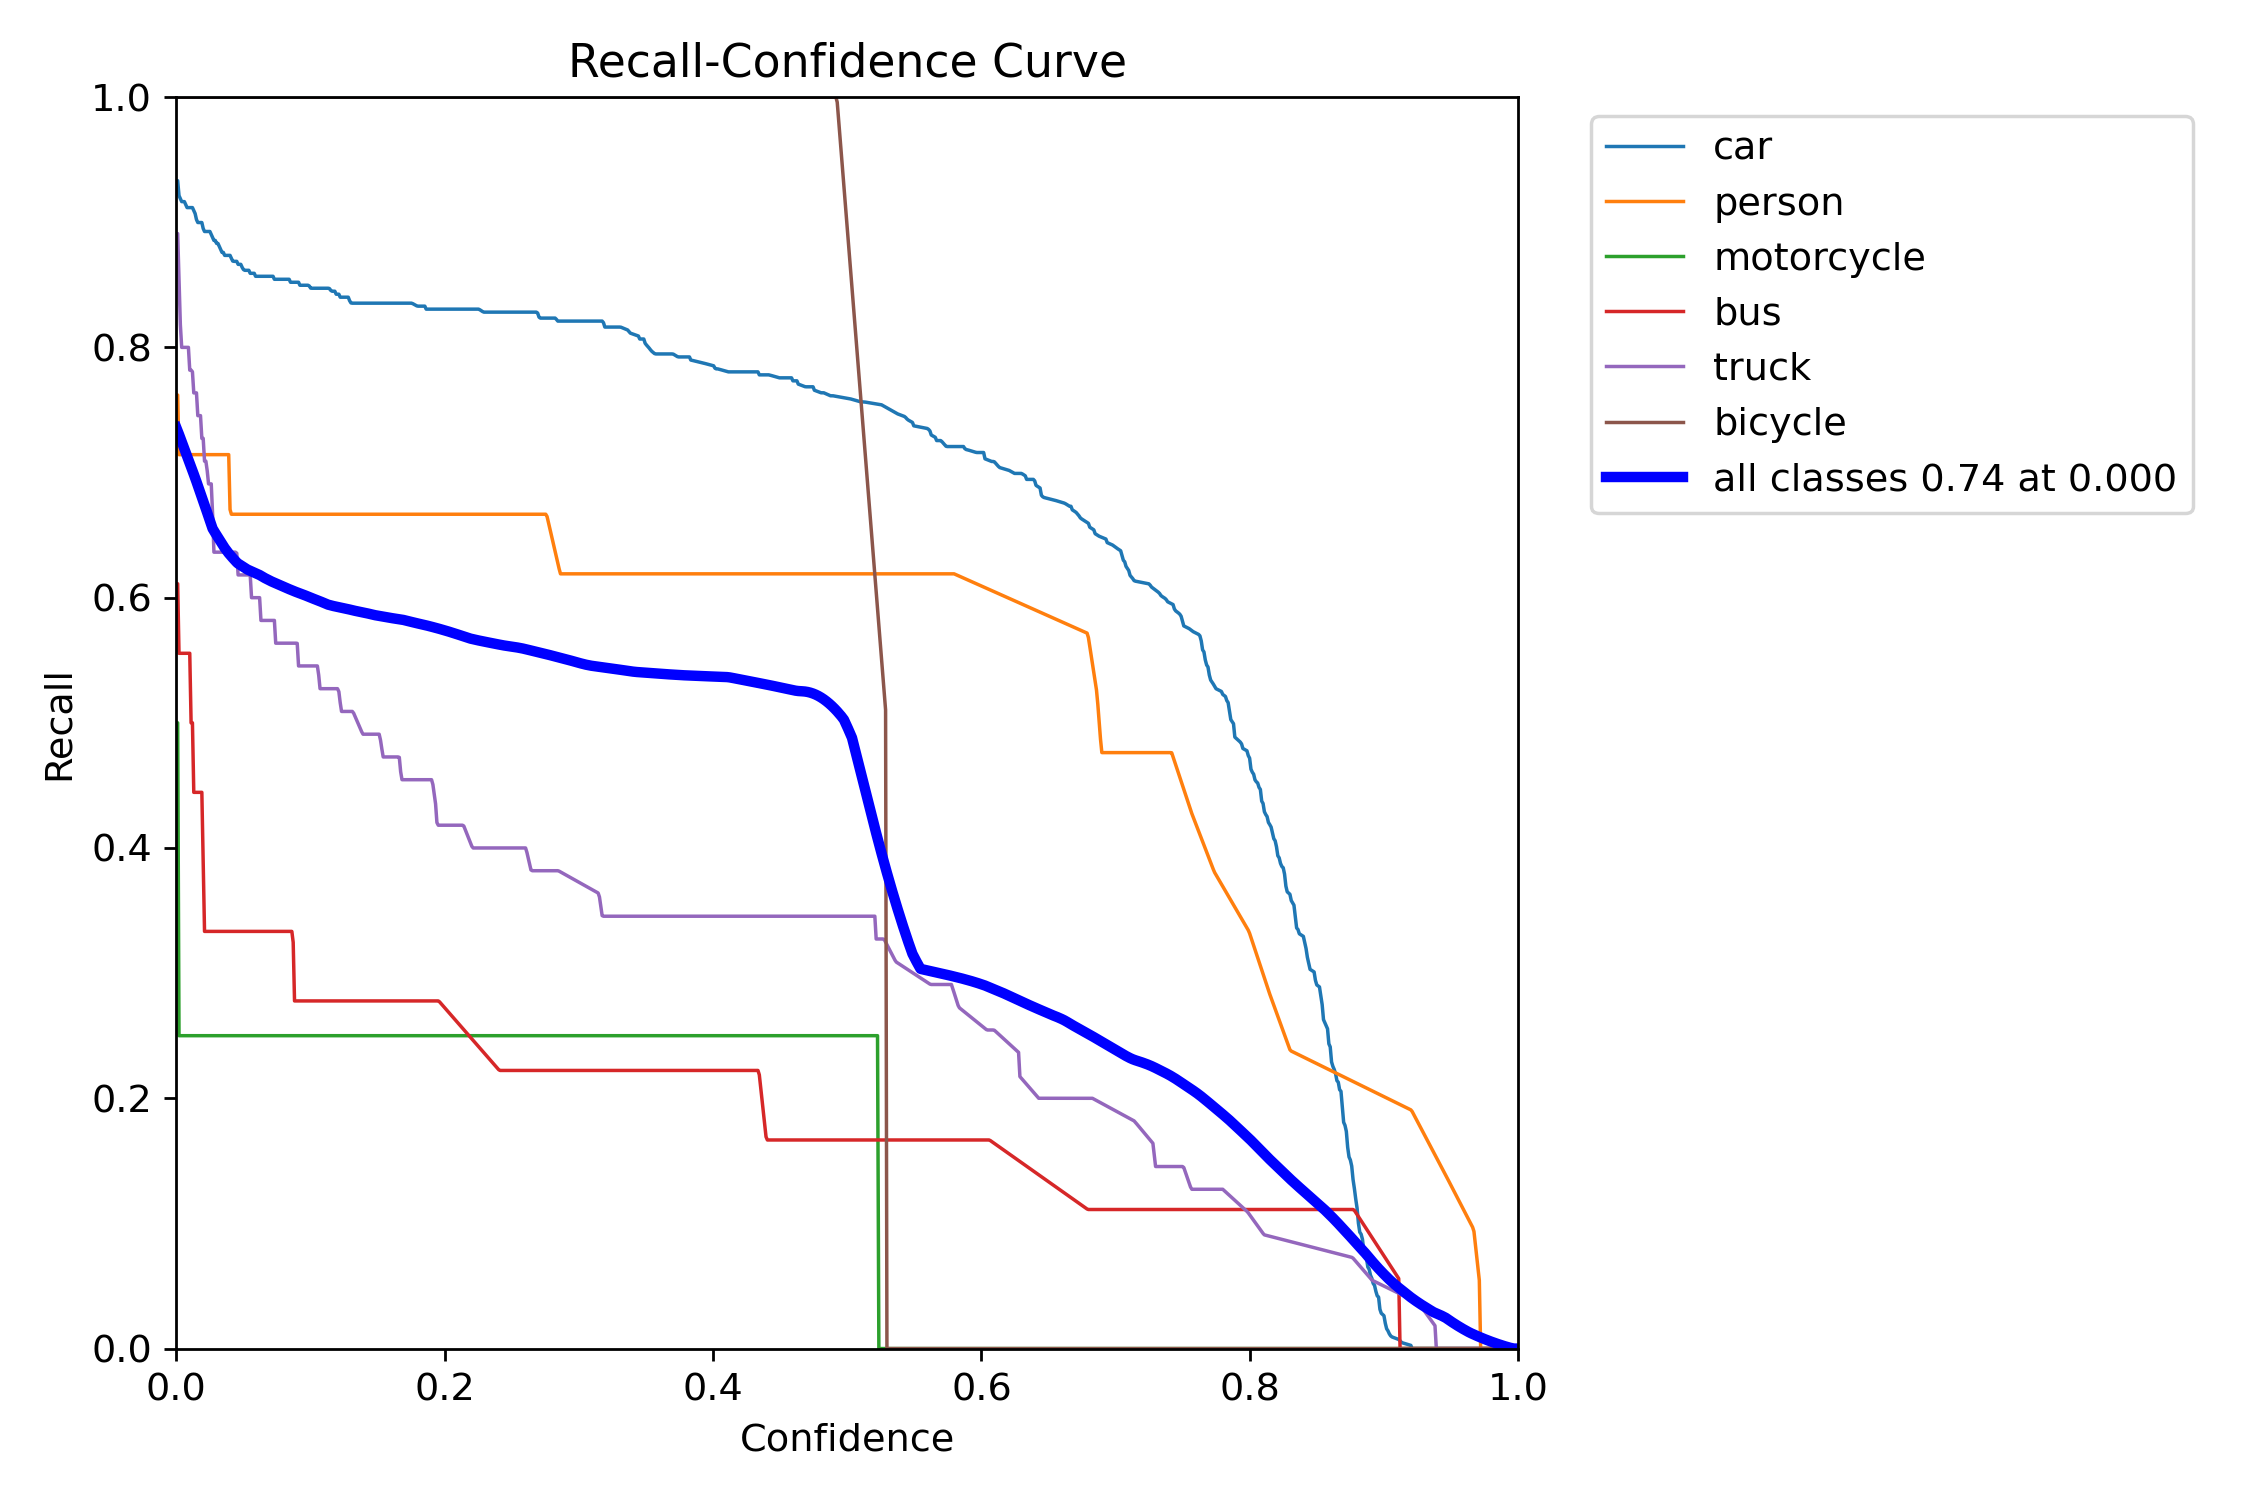 Recall-Confidence Curve
1.0
0.8
0.6
0.4
0.2
0.0
Recall
0.0 0.2 0.4 0.6 0.8 1.0
Confidence
car
person
motorcycle
bus
truck
bicycle
all classes 0.74 at 0.000